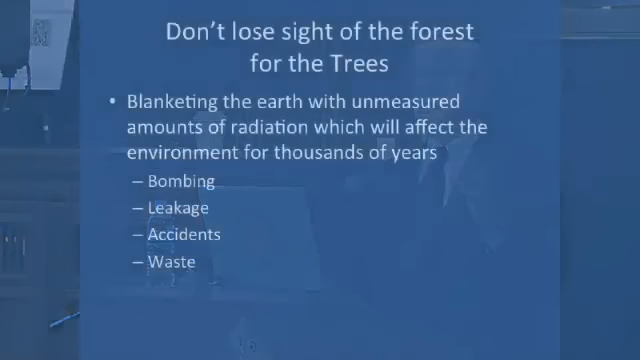 Don't lose sight of the forest
for the Trees
• Blanketing the earth with unmeasured
amounts of radiation which will affect the
environment for thousands of years
– Bombing
– Leakage
– Accidents
– Waste